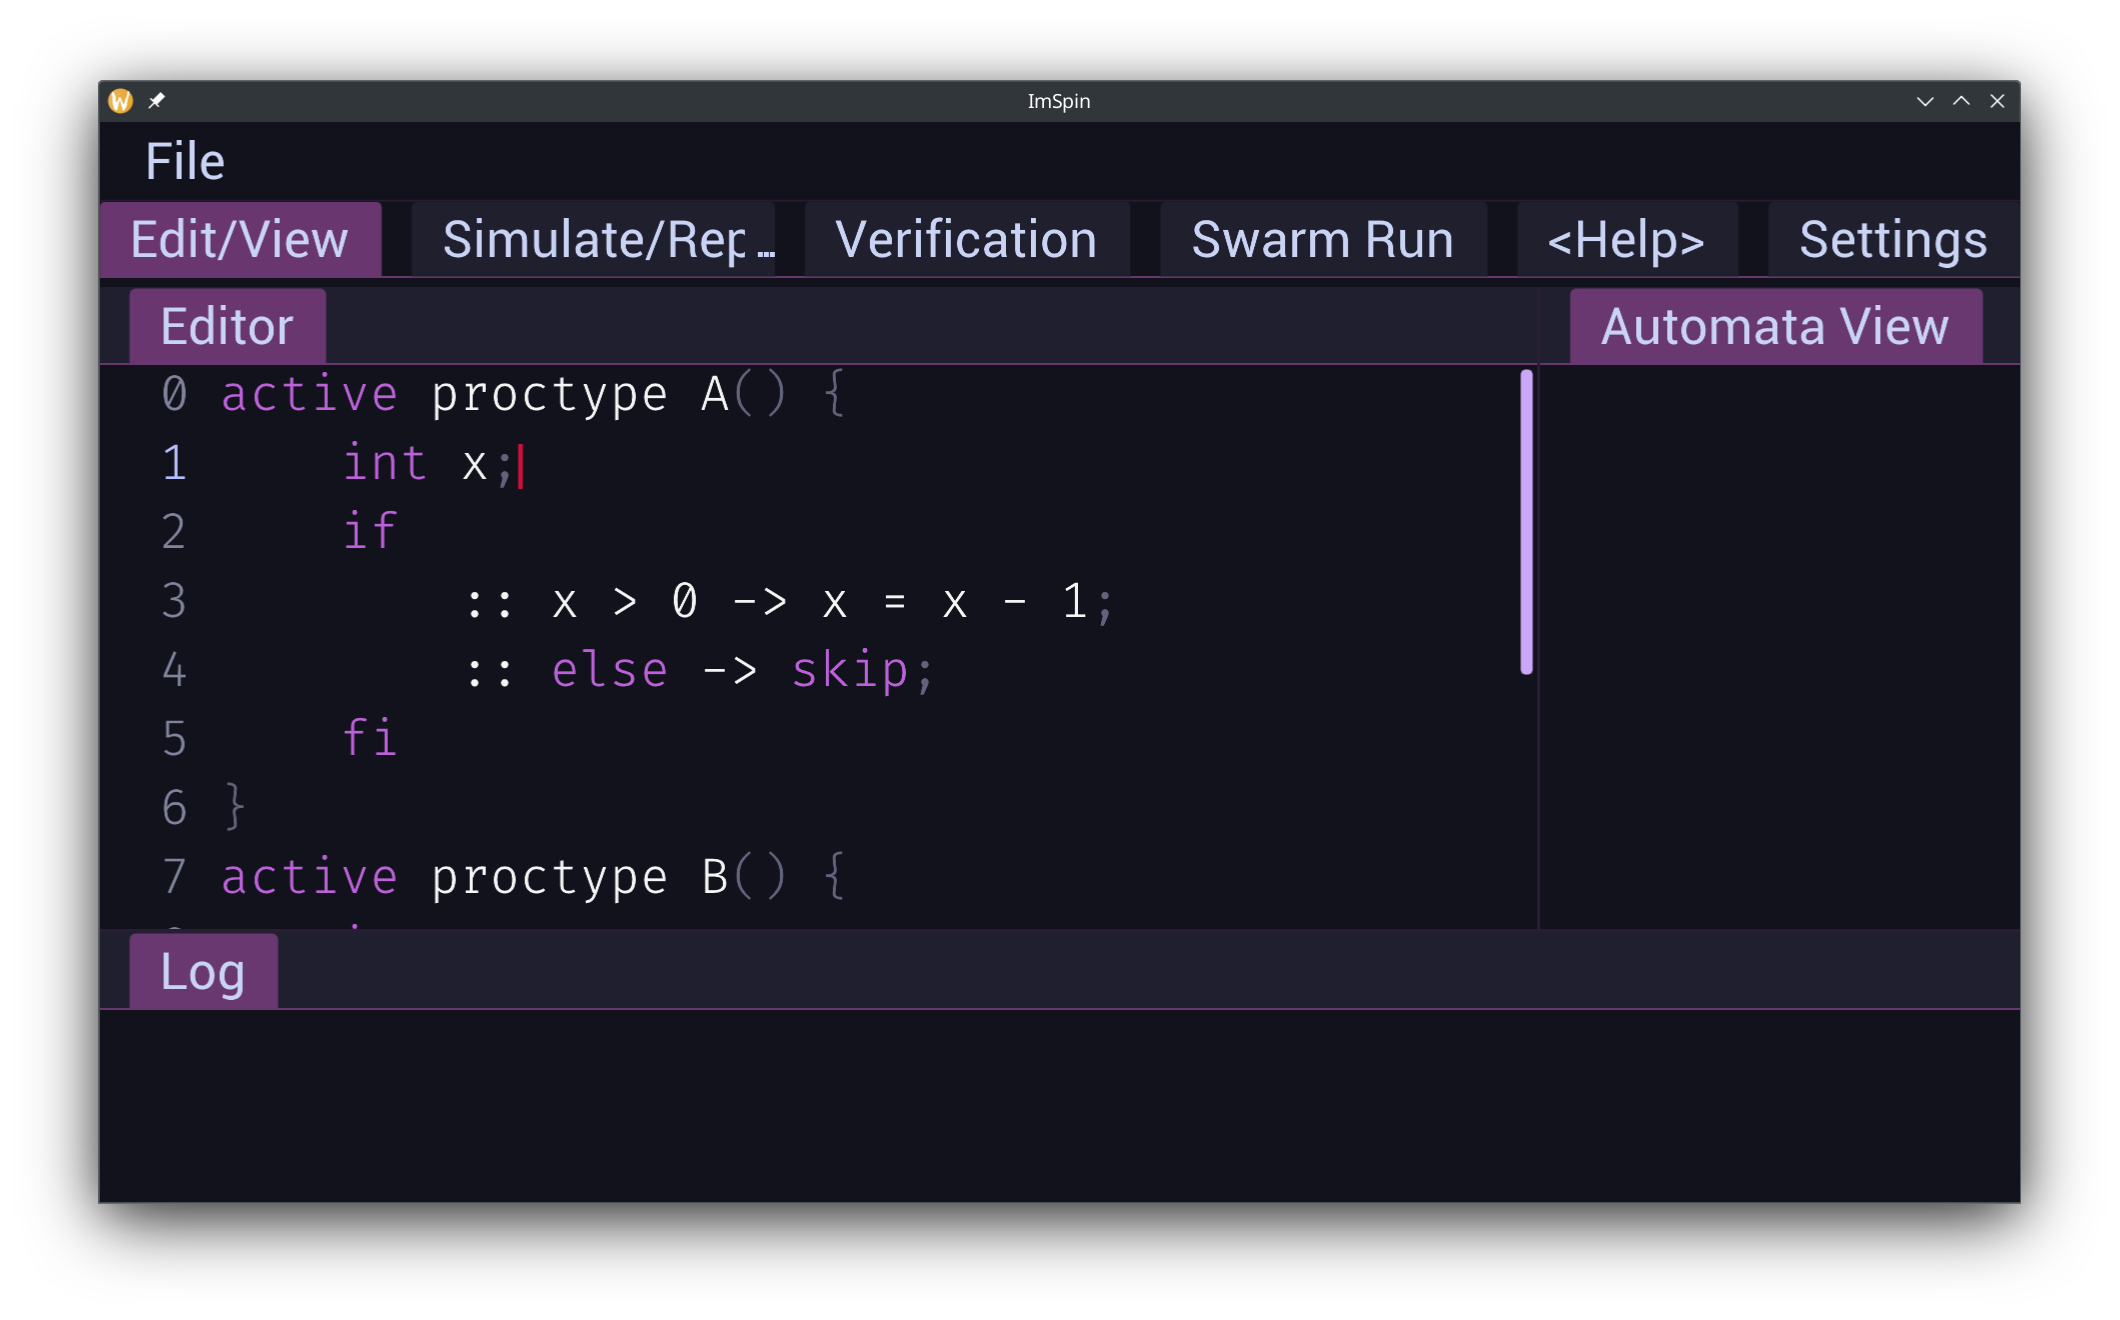 ImSpin
File
Edit/View Simulate/Rep... Verification Swarm Run <Help> Settings
Editor Automata View
0 active proctype A() {
1     int x;
2     if
3         :: x > 0 -> x = x - 1;
4         :: else -> skip;
5     fi
6 }
7 active proctype B() {
Log